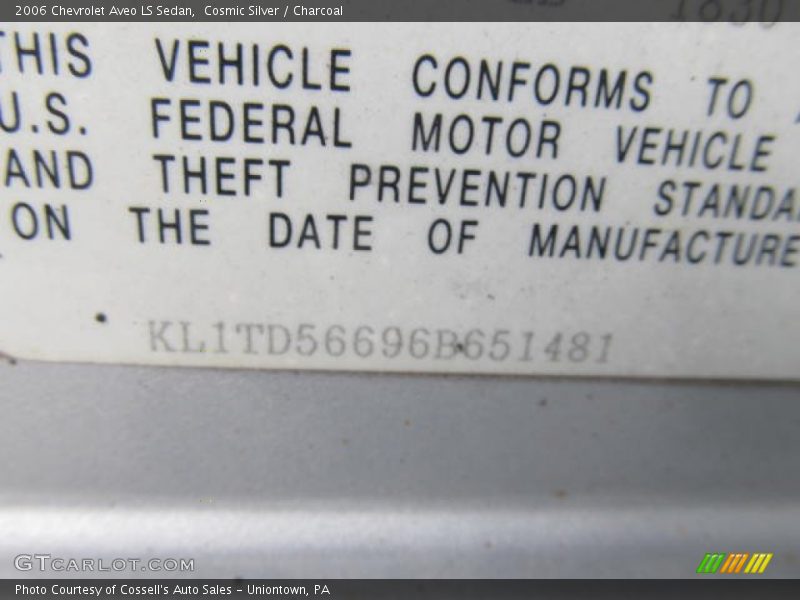 2006 Chevrolet Aveo LS Sedan, Cosmic Silver / Charcoal
1830
THIS VEHICLE CONFORMS TO
U.S. FEDERAL MOTOR VEHICLE
AND THEFT PREVENTION STANDA
ON THE DATE OF MANUFACTURE
KL1TD56696B651481
GTCARLOT.COM
Photo Courtesy of Cossell's Auto Sales - Uniontown, PA